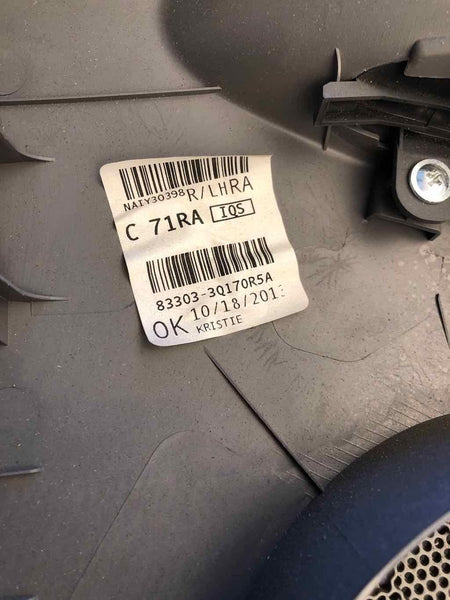 NAIY30398 R/LHRA
C 71RA IQS
83303-3Q170R5A
OK 10/18/2013
KRISTIE